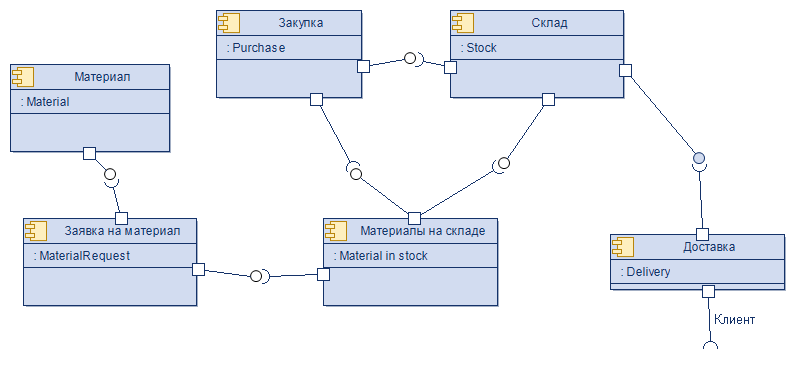 Закупка
: Purchase
Склад
: Stock
Материал
: Material
Заявка на материал
: MaterialRequest
Материалы на складе
: Material in stock
Доставка
: Delivery
Клиент